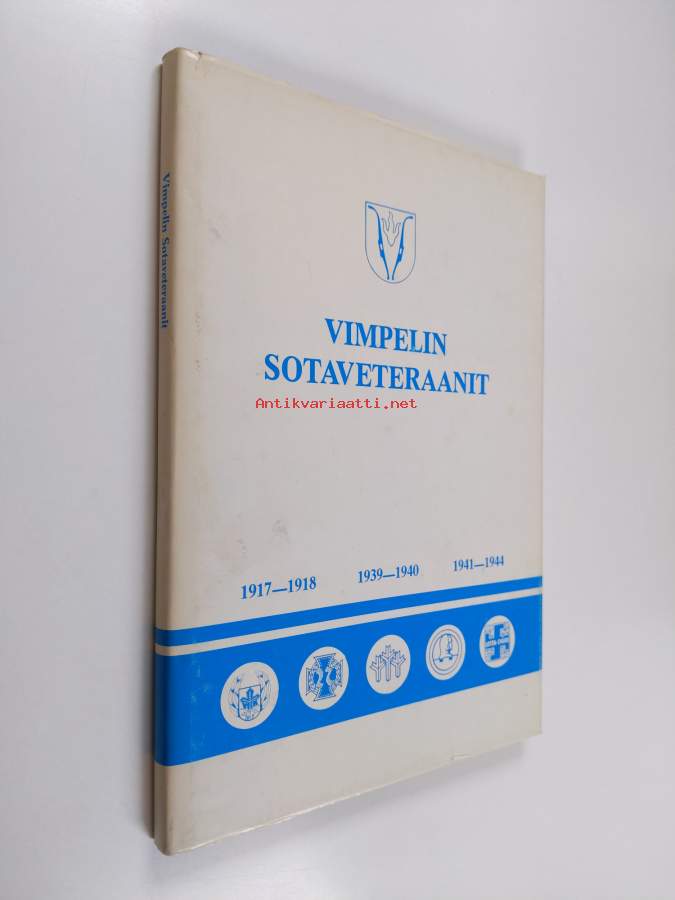 Vimpelin Sotaveteraanit
VIMPELIN
SOTAVETERAANIT
Antikvariaatti.net
1917—1918
1939—1940
1941—1944